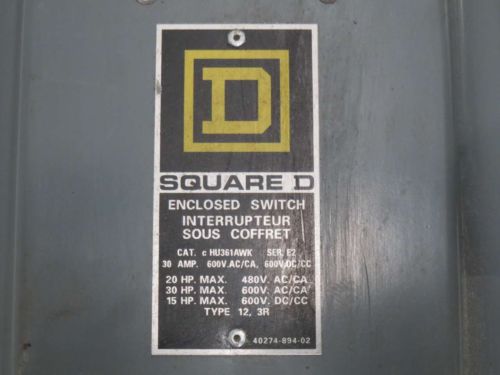 D
SQUARE D
ENCLOSED SWITCH
INTERRUPTEUR
SOUS COFFRET
CAT. c HU361AWK SER. E2
30 AMP. 600V.AC/CA, 600V.DC/CC
20 HP. MAX. 480V. AC/CA
30 HP. MAX. 600V. AC/CA
15 HP. MAX. 600V. DC/CC
TYPE 12, 3R
40274-894-02